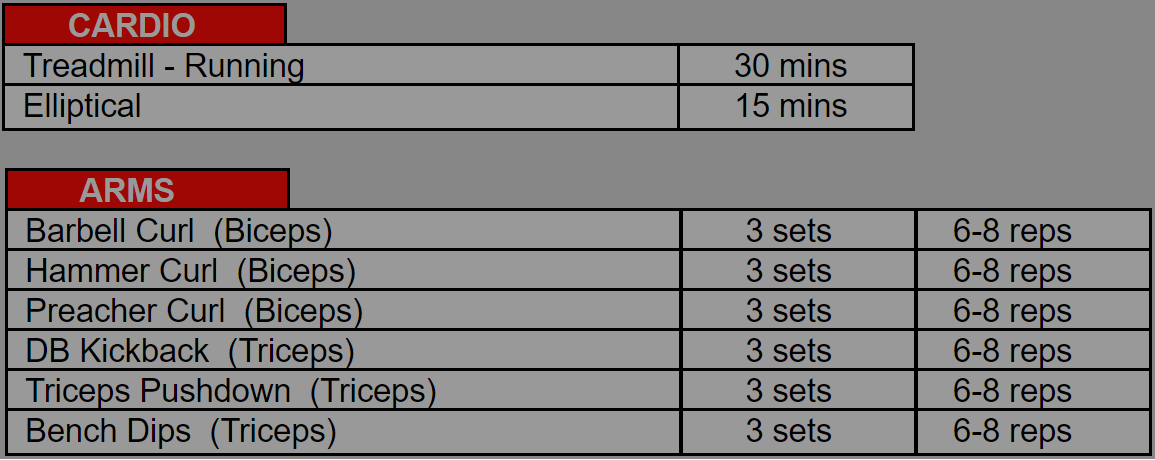 CARDIO
Treadmill - Running 30 mins
Elliptical 15 mins
ARMS
Barbell Curl (Biceps) 3 sets 6-8 reps
Hammer Curl (Biceps) 3 sets 6-8 reps
Preacher Curl (Biceps) 3 sets 6-8 reps
DB Kickback (Triceps) 3 sets 6-8 reps
Triceps Pushdown (Triceps) 3 sets 6-8 reps
Bench Dips (Triceps) 3 sets 6-8 reps